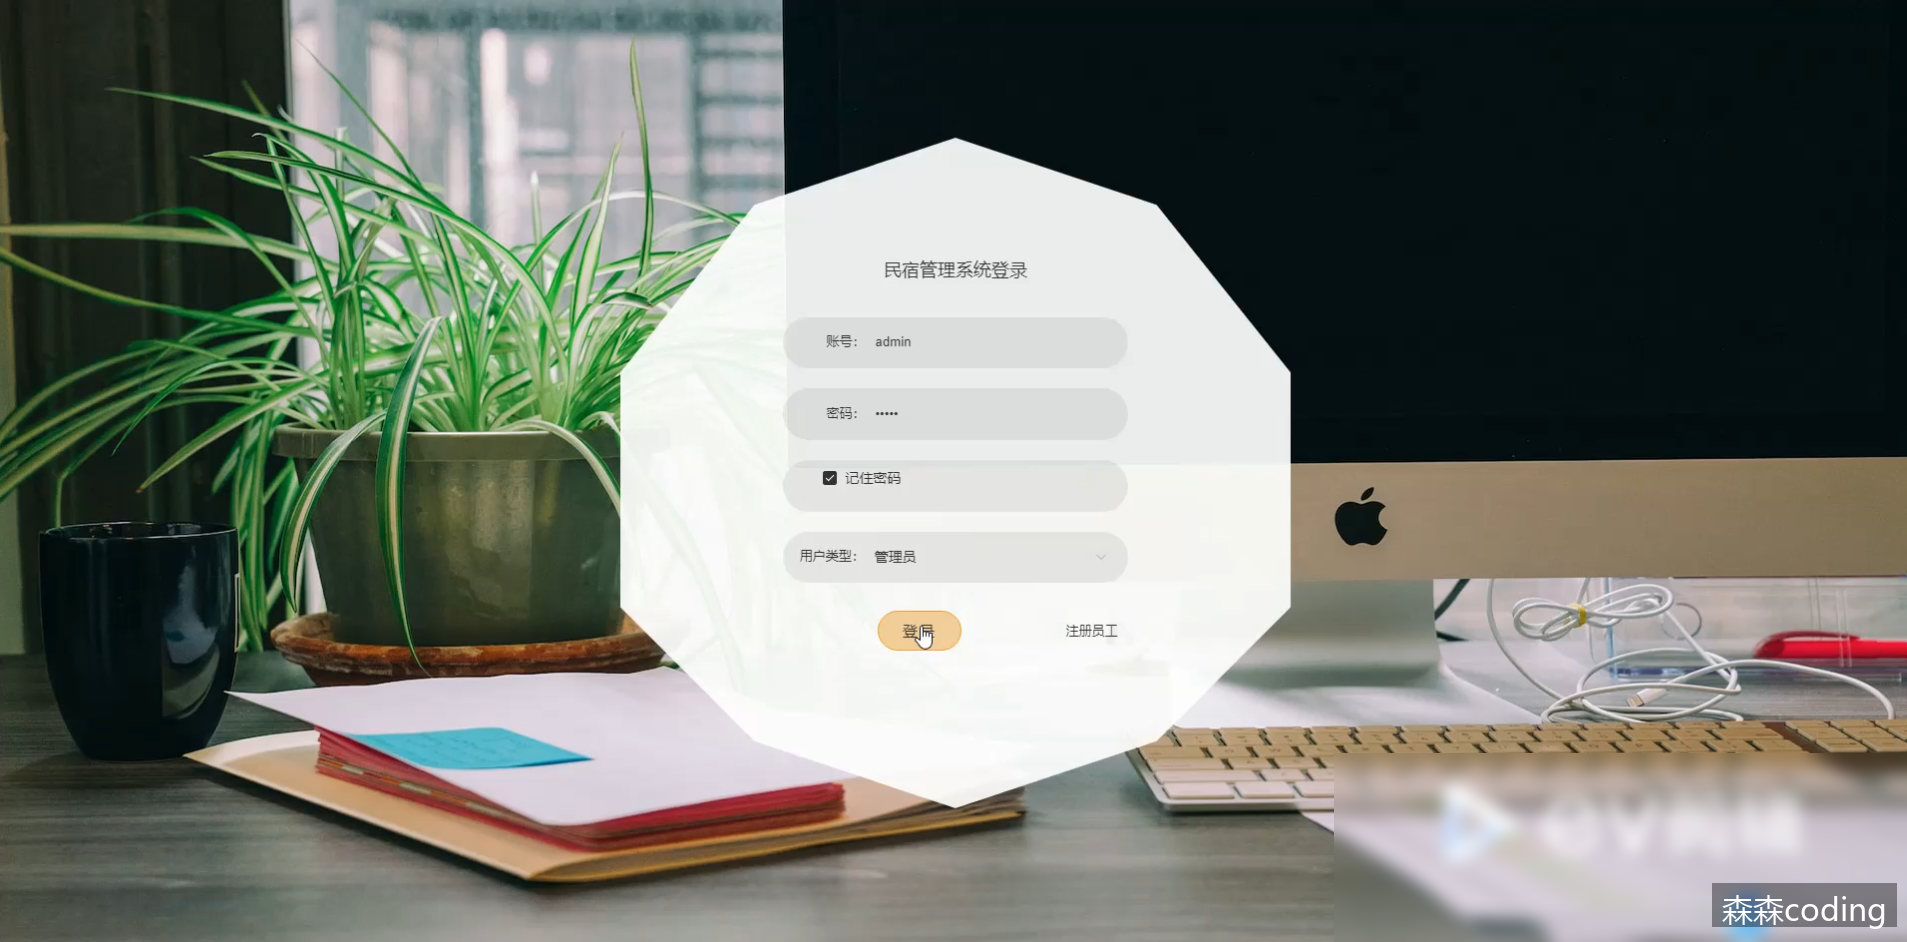 民宿管理系统登录
账号： admin
密码： •••••
记住密码
用户类型： 管理员
登录
注册员工
森森coding